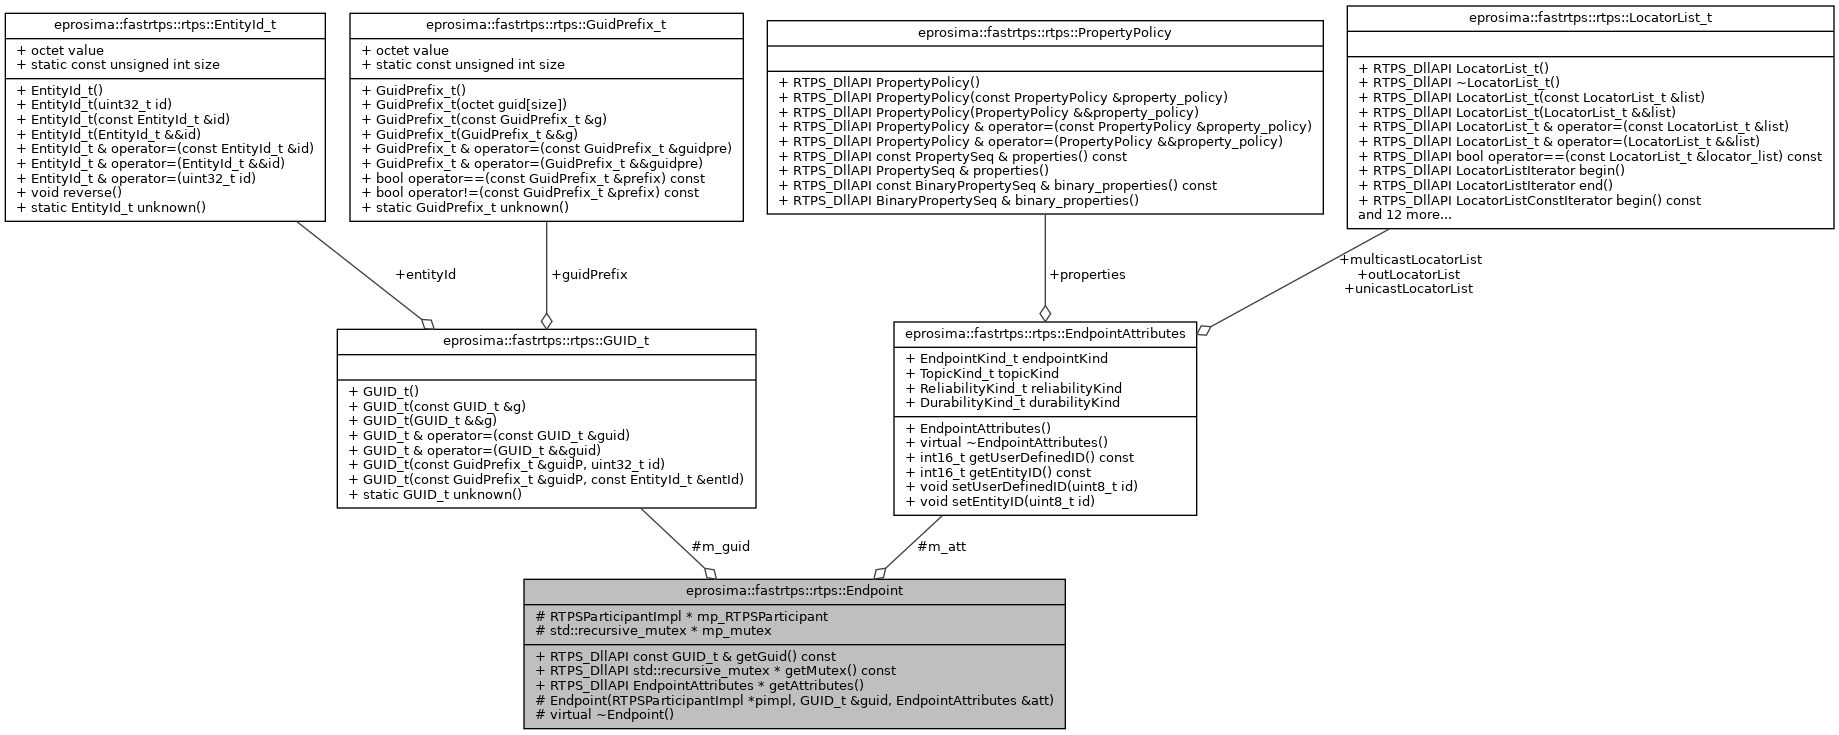 eprosima::fastrtps::rtps::EntityId_t
+ octet value
+ static const unsigned int size
+ EntityId_t()
+ EntityId_t(uint32_t id)
+ EntityId_t(const EntityId_t &id)
+ EntityId_t(EntityId_t &&id)
+ EntityId_t & operator=(const EntityId_t &id)
+ EntityId_t & operator=(EntityId_t &&id)
+ EntityId_t & operator=(uint32_t id)
+ void reverse()
+ static EntityId_t unknown()
eprosima::fastrtps::rtps::GuidPrefix_t
+ octet value
+ static const unsigned int size
+ GuidPrefix_t()
+ GuidPrefix_t(octet guid[size])
+ GuidPrefix_t(const GuidPrefix_t &g)
+ GuidPrefix_t(GuidPrefix_t &&g)
+ GuidPrefix_t & operator=(const GuidPrefix_t &guidpre)
+ GuidPrefix_t & operator=(GuidPrefix_t &&guidpre)
+ bool operator==(const GuidPrefix_t &prefix) const
+ bool operator!=(const GuidPrefix_t &prefix) const
+ static GuidPrefix_t unknown()
eprosima::fastrtps::rtps::PropertyPolicy
+ RTPS_DllAPI PropertyPolicy()
+ RTPS_DllAPI PropertyPolicy(const PropertyPolicy &property_policy)
+ RTPS_DllAPI PropertyPolicy(PropertyPolicy &&property_policy)
+ RTPS_DllAPI PropertyPolicy & operator=(const PropertyPolicy &property_policy)
+ RTPS_DllAPI PropertyPolicy & operator=(PropertyPolicy &&property_policy)
+ RTPS_DllAPI const PropertySeq & properties() const
+ RTPS_DllAPI PropertySeq & properties()
+ RTPS_DllAPI const BinaryPropertySeq & binary_properties() const
+ RTPS_DllAPI BinaryPropertySeq & binary_properties()
eprosima::fastrtps::rtps::LocatorList_t
+ RTPS_DllAPI LocatorList_t()
+ RTPS_DllAPI ~LocatorList_t()
+ RTPS_DllAPI LocatorList_t(const LocatorList_t &list)
+ RTPS_DllAPI LocatorList_t(LocatorList_t &&list)
+ RTPS_DllAPI LocatorList_t & operator=(const LocatorList_t &list)
+ RTPS_DllAPI LocatorList_t & operator=(LocatorList_t &&list)
+ RTPS_DllAPI bool operator==(const LocatorList_t &locator_list) const
+ RTPS_DllAPI LocatorListIterator begin()
+ RTPS_DllAPI LocatorListIterator end()
+ RTPS_DllAPI LocatorListConstIterator begin() const
and 12 more...
+entityId
+guidPrefix
+properties
+multicastLocatorList
+outLocatorList
+unicastLocatorList
eprosima::fastrtps::rtps::GUID_t
+ GUID_t()
+ GUID_t(const GUID_t &g)
+ GUID_t(GUID_t &&g)
+ GUID_t & operator=(const GUID_t &guid)
+ GUID_t & operator=(GUID_t &&guid)
+ GUID_t(const GuidPrefix_t &guidP, uint32_t id)
+ GUID_t(const GuidPrefix_t &guidP, const EntityId_t &entId)
+ static GUID_t unknown()
eprosima::fastrtps::rtps::EndpointAttributes
+ EndpointKind_t endpointKind
+ TopicKind_t topicKind
+ ReliabilityKind_t reliabilityKind
+ DurabilityKind_t durabilityKind
+ EndpointAttributes()
+ virtual ~EndpointAttributes()
+ int16_t getUserDefinedID() const
+ int16_t getEntityID() const
+ void setUserDefinedID(uint8_t id)
+ void setEntityID(uint8_t id)
#m_guid
#m_att
eprosima::fastrtps::rtps::Endpoint
# RTPSParticipantImpl * mp_RTPSParticipant
# std::recursive_mutex * mp_mutex
+ RTPS_DllAPI const GUID_t & getGuid() const
+ RTPS_DllAPI std::recursive_mutex * getMutex() const
+ RTPS_DllAPI EndpointAttributes * getAttributes()
# Endpoint(RTPSParticipantImpl *pimpl, GUID_t &guid, EndpointAttributes &att)
# virtual ~Endpoint()